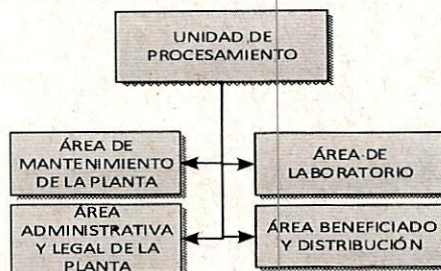 UNIDAD DE
PROCESAMIENTO
ÁREA DE
MANTENIMIENTO
DE LA PLANTA
ÁREA DE
LABORATORIO
ÁREA
ADMINISTRATIVA
Y LEGAL DE LA
PLANTA
ÁREA BENEFICIADO
Y DISTRIBUCIÓN